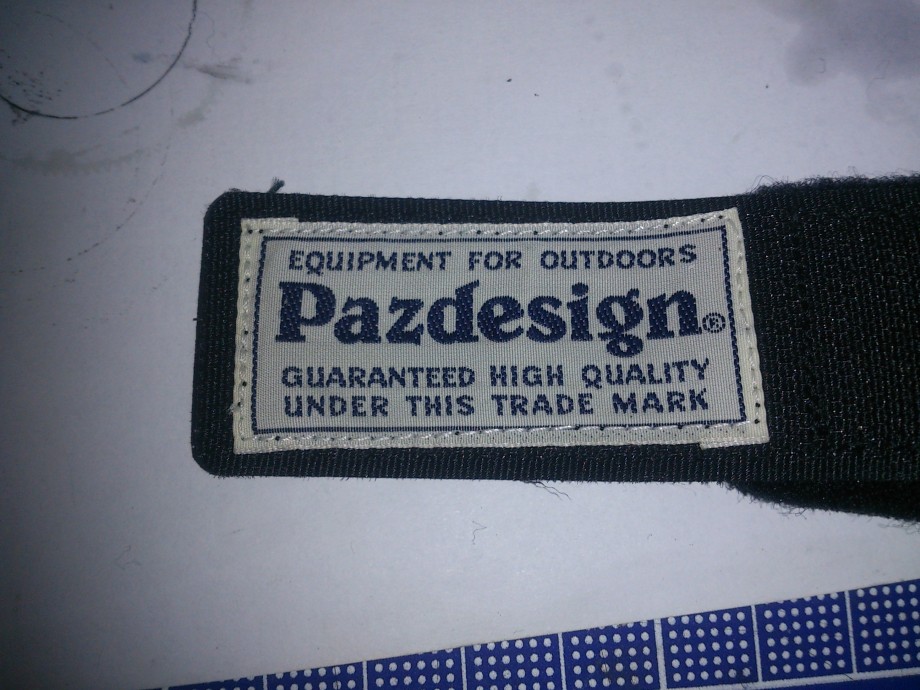 EQUIPMENT FOR OUTDOORS
Pazdesign®
GUARANTEED HIGH QUALITY
UNDER THIS TRADE MARK